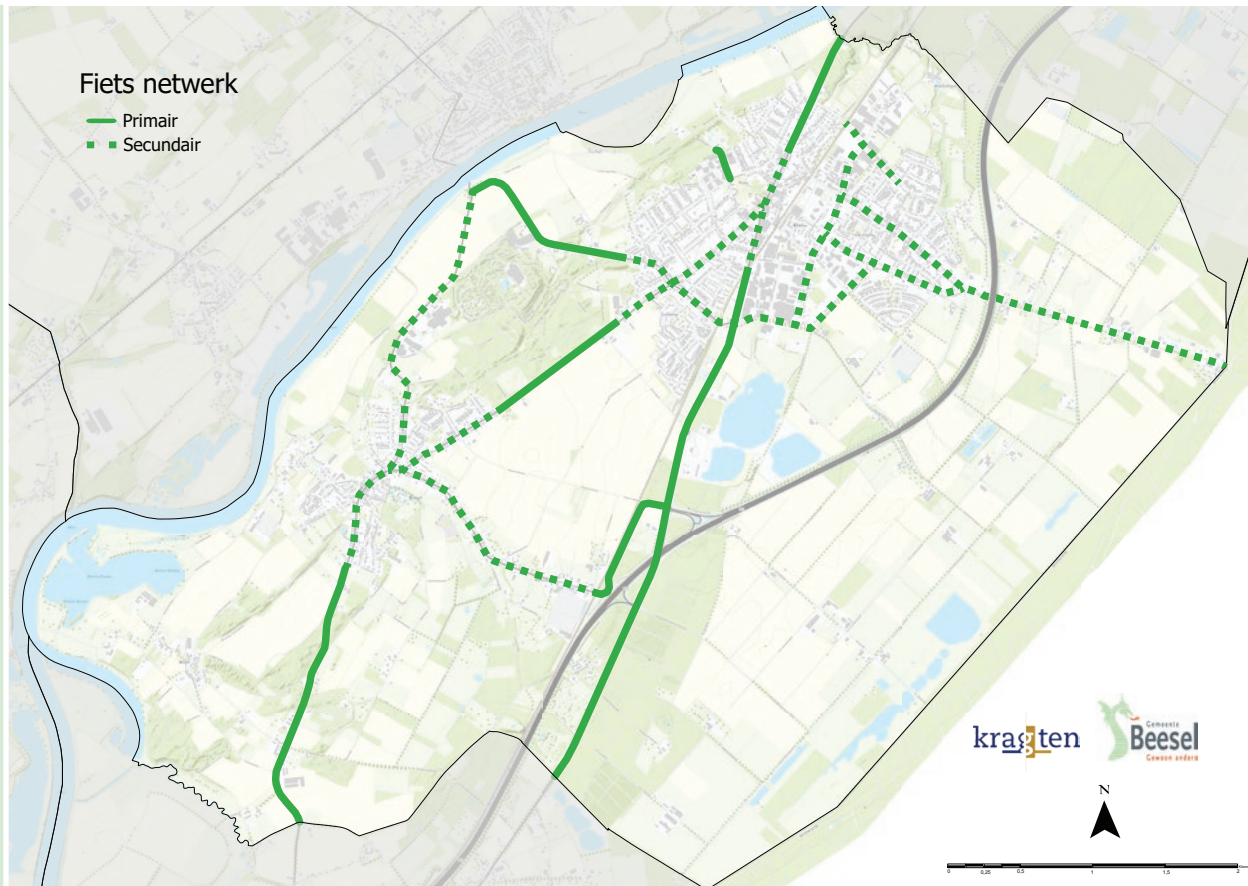 Fiets netwerk
Primair
Secundair
kragten
Gemeente
Beesel
Gewoon anders
N
0
0,25
0,5
1
1,5
2